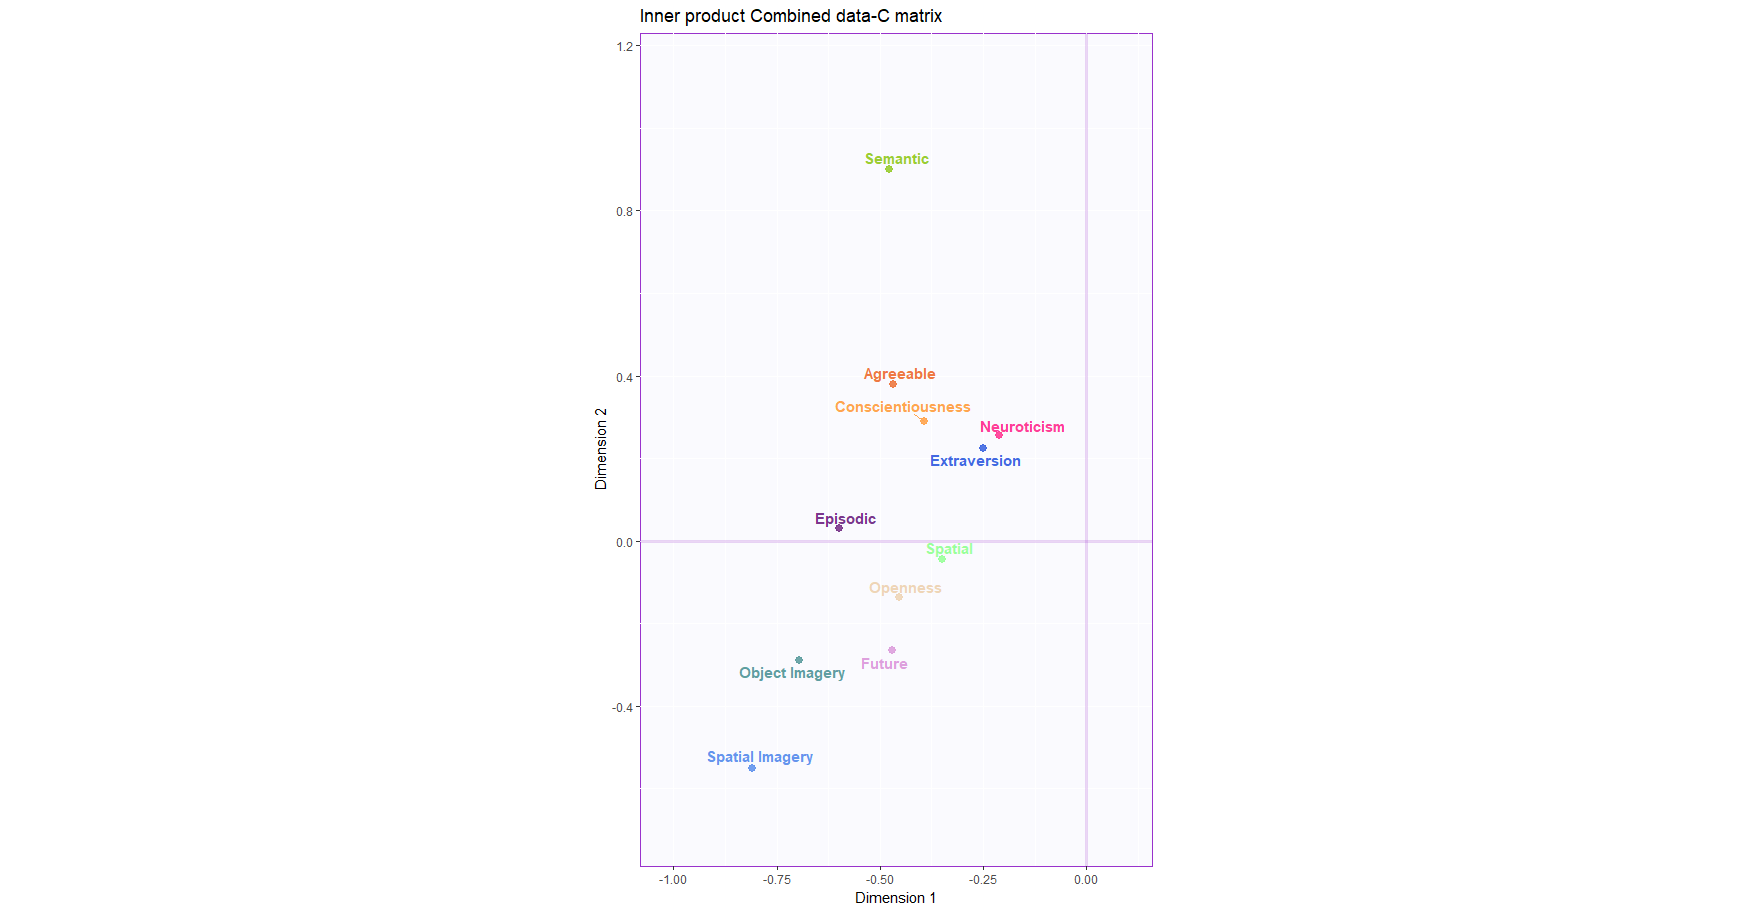 Inner product Combined data-C matrix
1.2
Semantic
0.8
Agreeable
0.4
Conscientiousness
Neuroticism
Extraversion
Dimension 2
Episodic
0.0
Spatial
Openness
Future
Object Imagery
-0.4
Spatial Imagery
-1.00
-0.75
-0.50
-0.25
0.00
Dimension 1